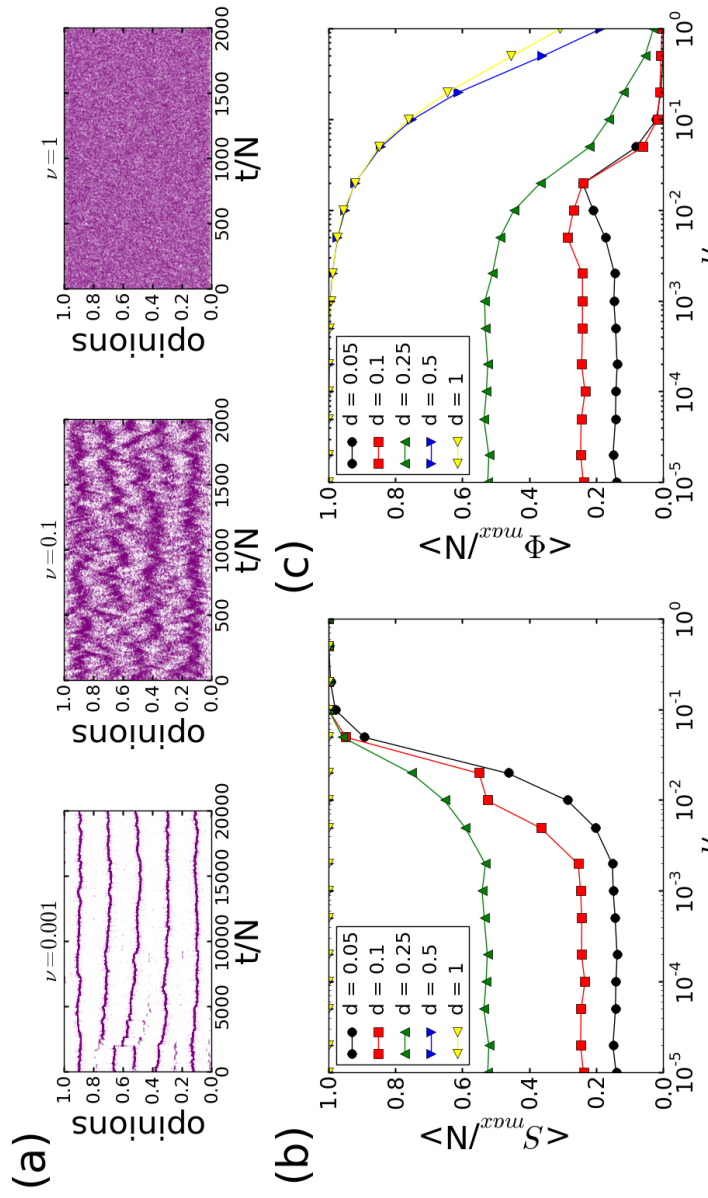 (a)
ν=0.001
1.0
0.8
0.6
0.4
0.2
0.0
opinions
0 5000 10000 15000 20000
t/N
ν=0.1
1.0
0.8
0.6
0.4
0.2
0.0
opinions
0 500 1000 1500 2000
t/N
ν=1
1.0
0.8
0.6
0.4
0.2
0.0
opinions
0 500 1000 1500 2000
t/N
(b)
1.0
0.8
0.6
0.4
0.2
0.0
<S_max/N>
d = 0.05
d = 0.1
d = 0.25
d = 0.5
d = 1
10^-5 10^-4 10^-3 10^-2 10^-1 10^0
ν
(c)
1.0
0.8
0.6
0.4
0.2
0.0
<Φ_max/N>
d = 0.05
d = 0.1
d = 0.25
d = 0.5
d = 1
10^-5 10^-4 10^-3 10^-2 10^-1 10^0
ν